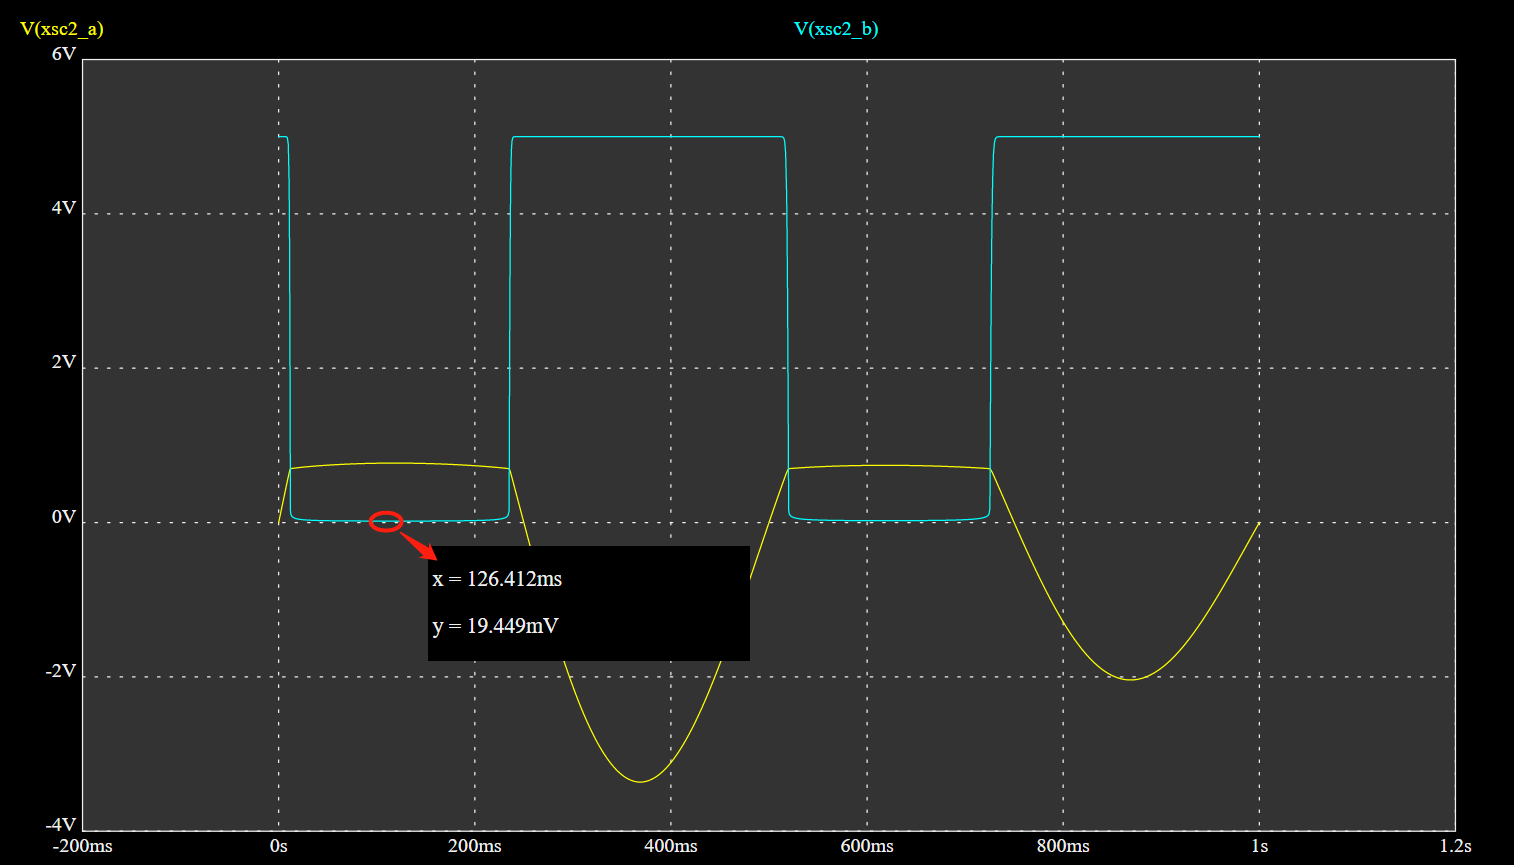 V(xsc2_a) V(xsc2_b)
6V
4V
2V
0V
x = 126.412ms
y = 19.449mV
-2V
-4V
-200ms 0s 200ms 400ms 600ms 800ms 1s 1.2s